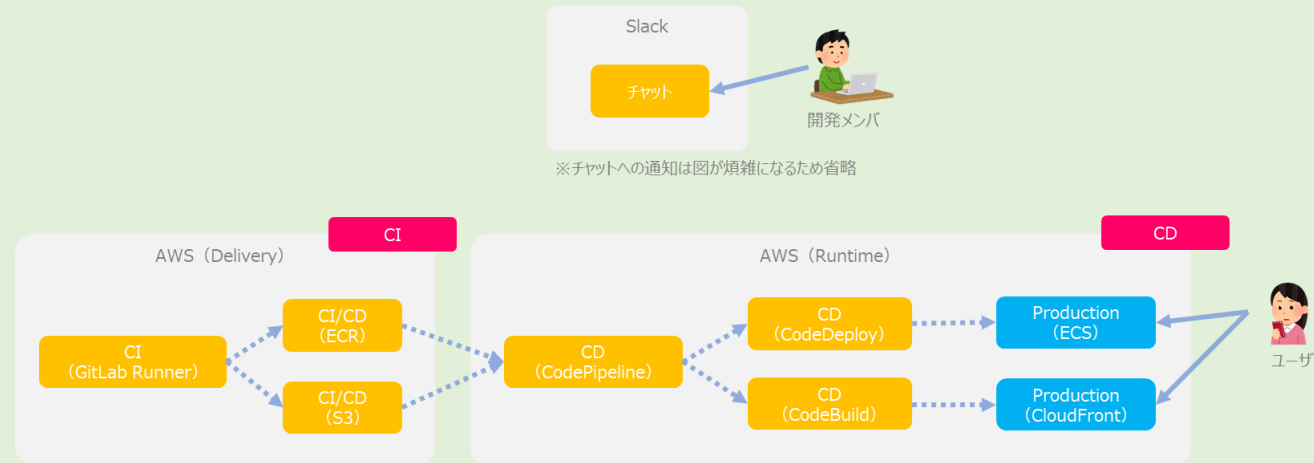 Slack
チャット
開発メンバ
※チャットへの通知は図が煩雑になるため省略
CI
CD
AWS（Delivery）
AWS（Runtime）
CI
（GitLab Runner）
CI/CD
（ECR）
CI/CD
（S3）
CD
（CodePipeline）
CD
（CodeDeploy）
CD
（CodeBuild）
Production
（ECS）
Production
（CloudFront）
ユーザ